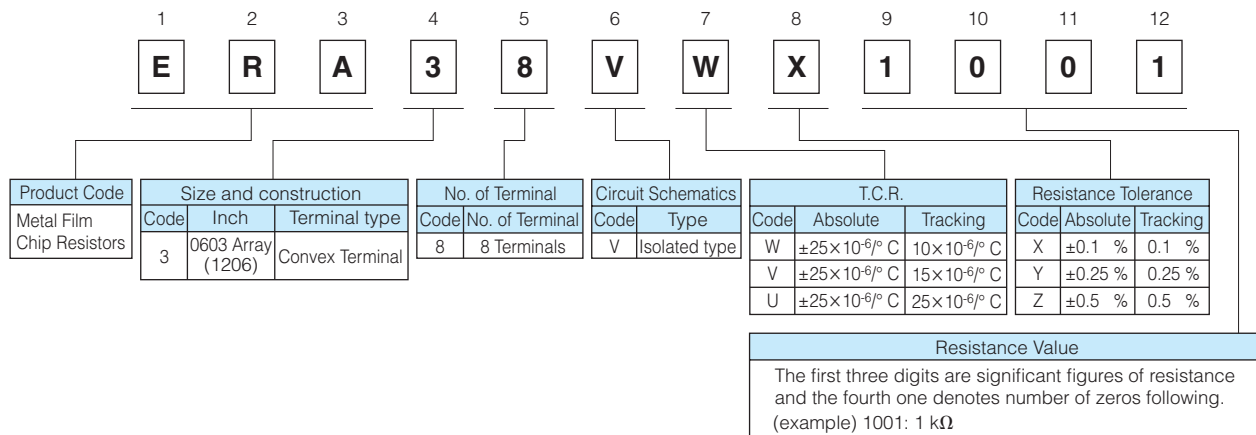 1 2 3 4 5 6 7 8 9 10 11 12
E R A 3 8 V W X 1 0 0 1
Product Code
Metal Film
Chip Resistors
Size and construction
Code Inch Terminal type
3 0603 Array (1206) Convex Terminal
No. of Terminal
Code No. of Terminal
8 8 Terminals
Circuit Schematics
Code Type
V Isolated type
T.C.R.
Code Absolute Tracking
W ±25×10⁻⁶/° C 10×10⁻⁶/° C
V ±25×10⁻⁶/° C 15×10⁻⁶/° C
U ±25×10⁻⁶/° C 25×10⁻⁶/° C
Resistance Tolerance
Code Absolute Tracking
X ±0.1 % 0.1 %
Y ±0.25 % 0.25 %
Z ±0.5 % 0.5 %
Resistance Value
The first three digits are significant figures of resistance
and the fourth one denotes number of zeros following.
(example) 1001: 1 kΩ